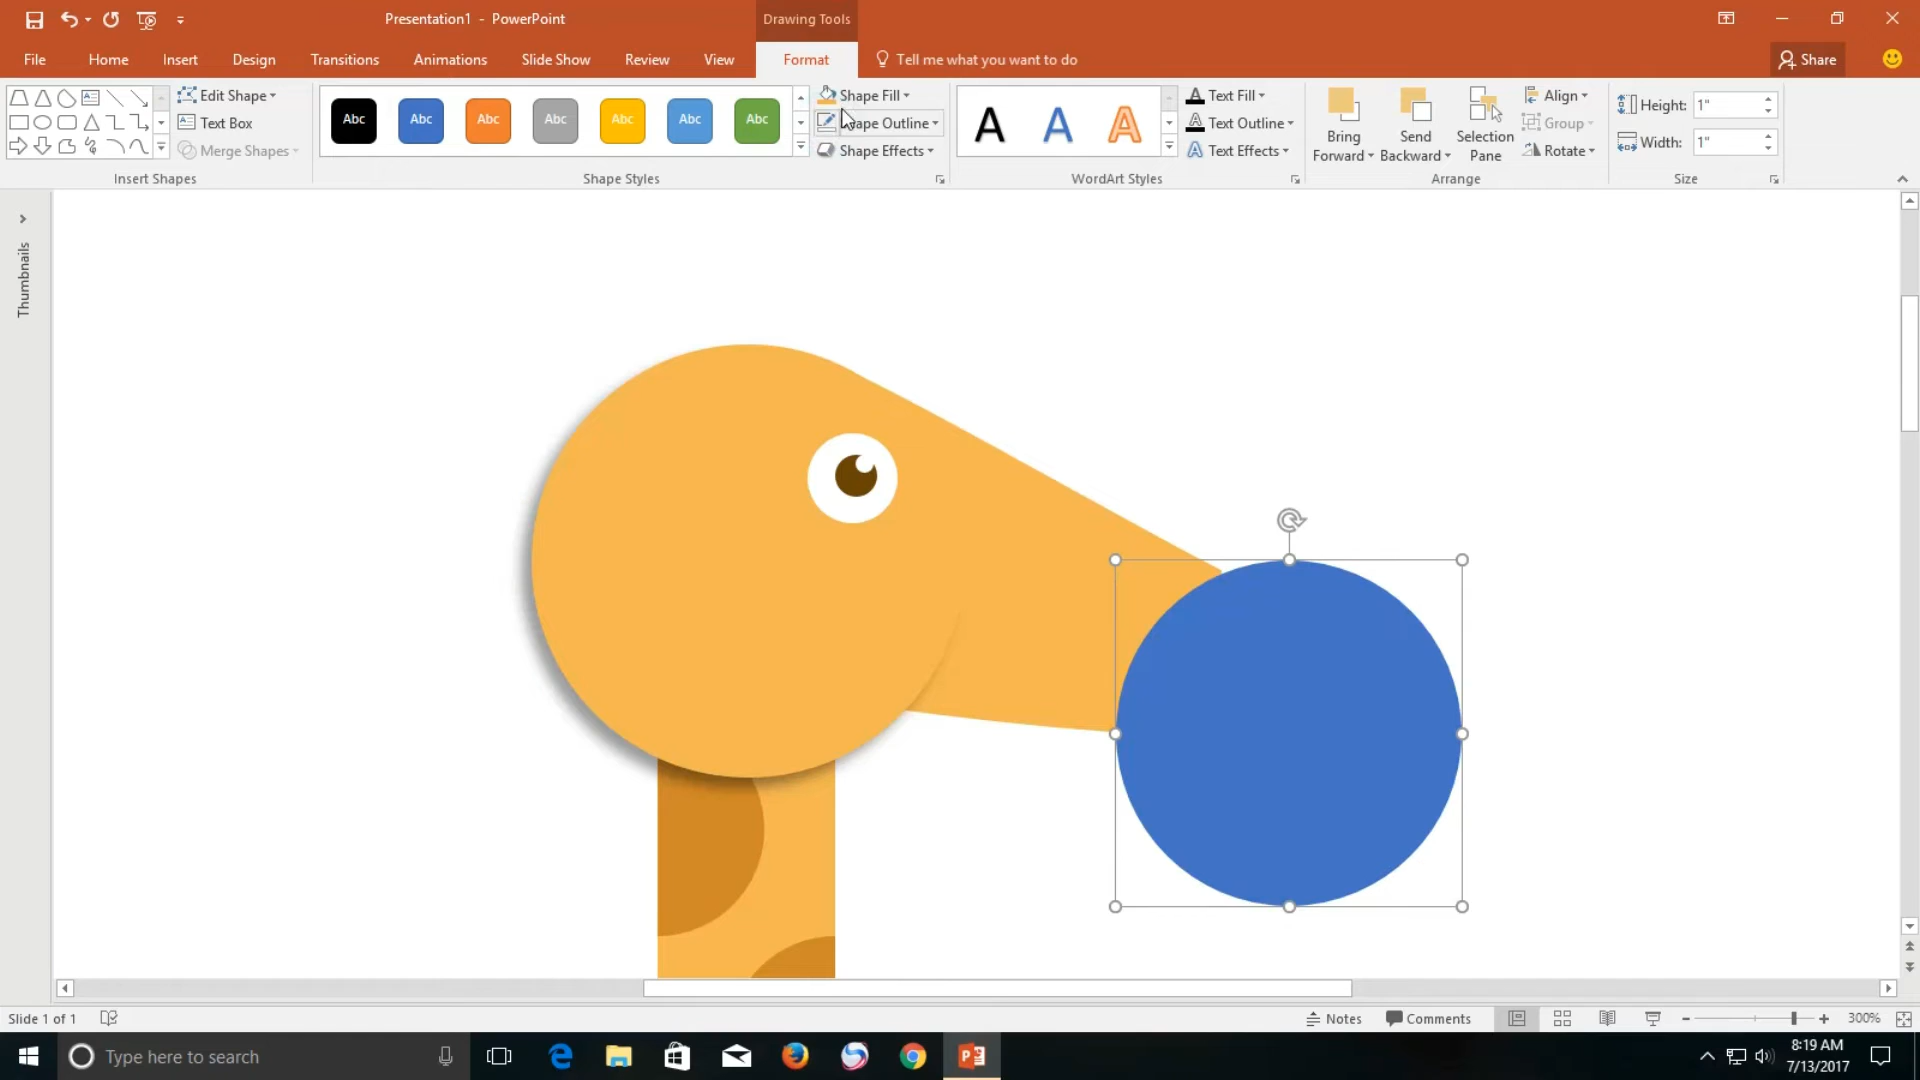 Presentation1 - PowerPoint
Drawing Tools
File Home Insert Design Transitions Animations Slide Show Review View Format Tell me what you want to do Share
Edit Shape
Text Box
Merge Shapes
Insert Shapes
Abc Abc Abc Abc Abc Abc Abc
Shape Styles
Shape Fill
Shape Outline
Shape Effects
A A A
WordArt Styles
A Text Fill
A Text Outline
A Text Effects
Bring
Forward
Send
Backward
Selection
Pane
Align
Group
Rotate
Arrange
Height: 1"
Width: 1"
Size
Thumbnails
Slide 1 of 1
Notes Comments 300%
Type here to search
8:19 AM
7/13/2017